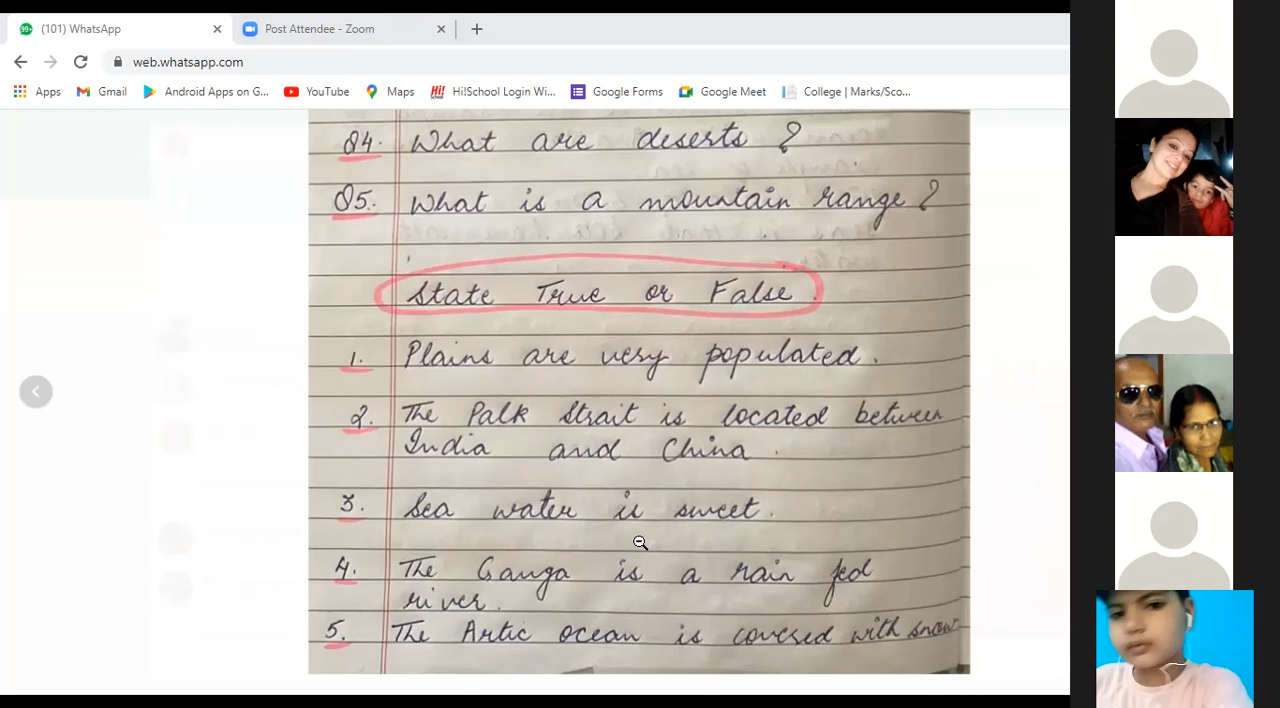 (101) WhatsApp
Post Attendee - Zoom
web.whatsapp.com
Apps
Gmail
Android Apps on G...
YouTube
Maps
Hi! Hi!School Login Wi...
Google Forms
Google Meet
College | Marks/Sco...
Q4. What are deserts ?
Q5. What is a mountain range ?
State True or False.
1. Plains are very populated.
2. The Palk Strait is located between
India and China.
3. Sea water is sweet.
4. The Ganga is a rain fed
river.
5. The Artic ocean is covered with snow